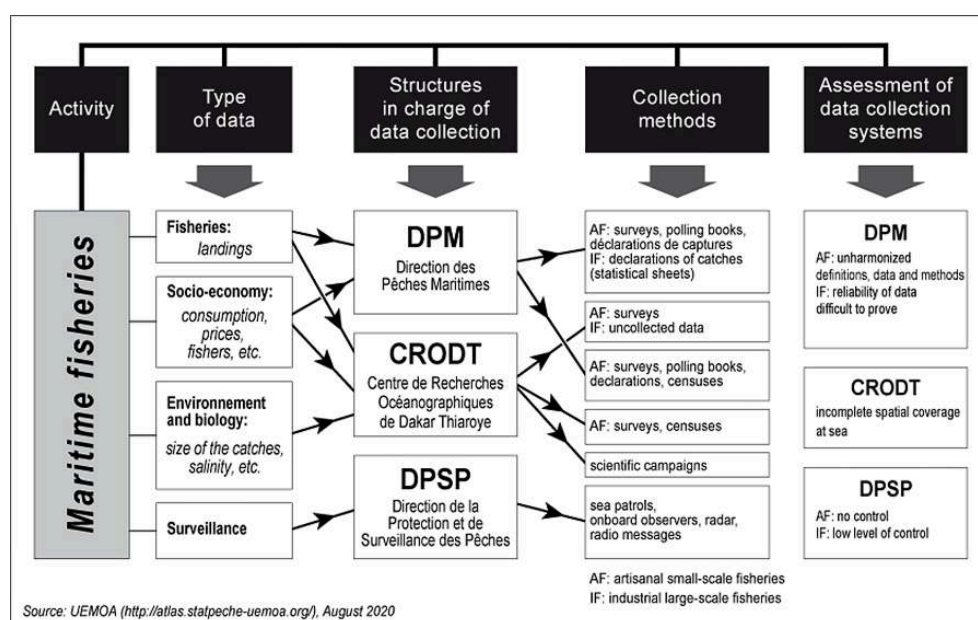 Activity
Type
of data
Structures
in charge of
data collection
Collection
methods
Assessment of
data collection
systems
Maritime fisheries
Fisheries:
landings
Socio-economy:
consumption,
prices,
fishers, etc.
Environnement
and biology:
size of the catches,
salinity, etc.
Surveillance
DPM
Direction des
Pêches Maritimes
CRODT
Centre de Recherches
Océanographiques
de Dakar Thiaroye
DPSP
Direction de la
Protection et de
Surveillance des Pêches
AF: surveys, polling books,
déclarations de captures
IF: declarations of catches
(statistical sheets)
AF: surveys
IF: uncollected data
AF: surveys, polling books,
declarations, censuses
AF: surveys, censuses
scientific campaigns
sea patrols,
onboard observers, radar,
radio messages
DPM
AF: unharmonized
definitions, data and methods
IF: reliability of data
difficult to prove
CRODT
incomplete spatial coverage
at sea
DPSP
AF: no control
IF: low level of control
AF: artisanal small-scale fisheries
IF: industrial large-scale fisheries
Source: UEMOA (http://atlas.statpeche-uemoa.org/), August 2020